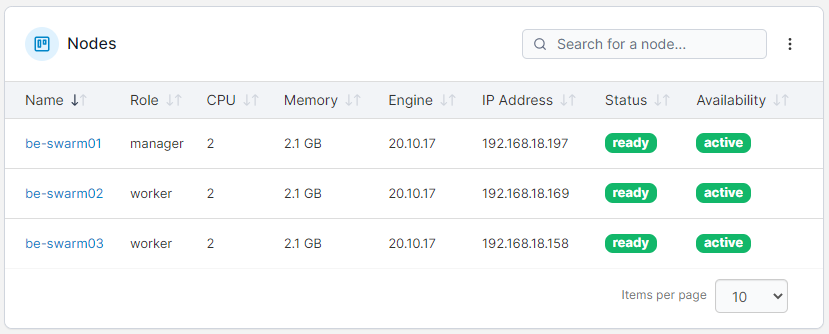 Nodes
Search for a node...
Name Role CPU Memory Engine IP Address Status Availability
be-swarm01 manager 2 2.1 GB 20.10.17 192.168.18.197 ready active
be-swarm02 worker 2 2.1 GB 20.10.17 192.168.18.169 ready active
be-swarm03 worker 2 2.1 GB 20.10.17 192.168.18.158 ready active
Items per page 10